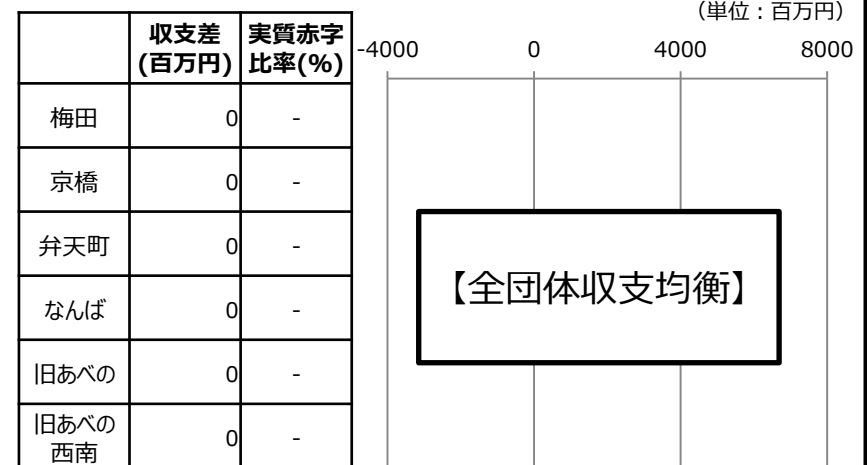 （単位：百万円）
収支差 実質赤字
(百万円) 比率(%)
-4000 0 4000 8000
梅田 0 -
京橋 0 -
弁天町 0 -
なんば 0 -
旧あべの 0 -
旧あべの
西南 0 -
【全団体収支均衡】